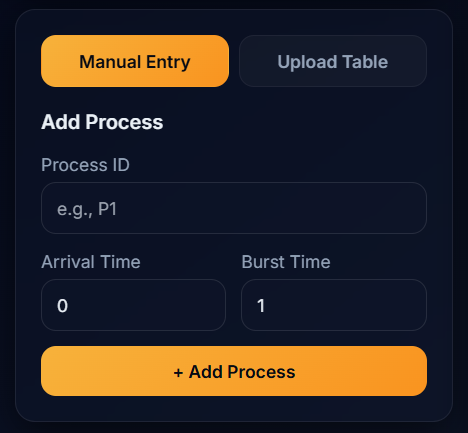 Manual Entry Upload Table
Add Process
Process ID
e.g., P1
Arrival Time Burst Time
0 1
+ Add Process